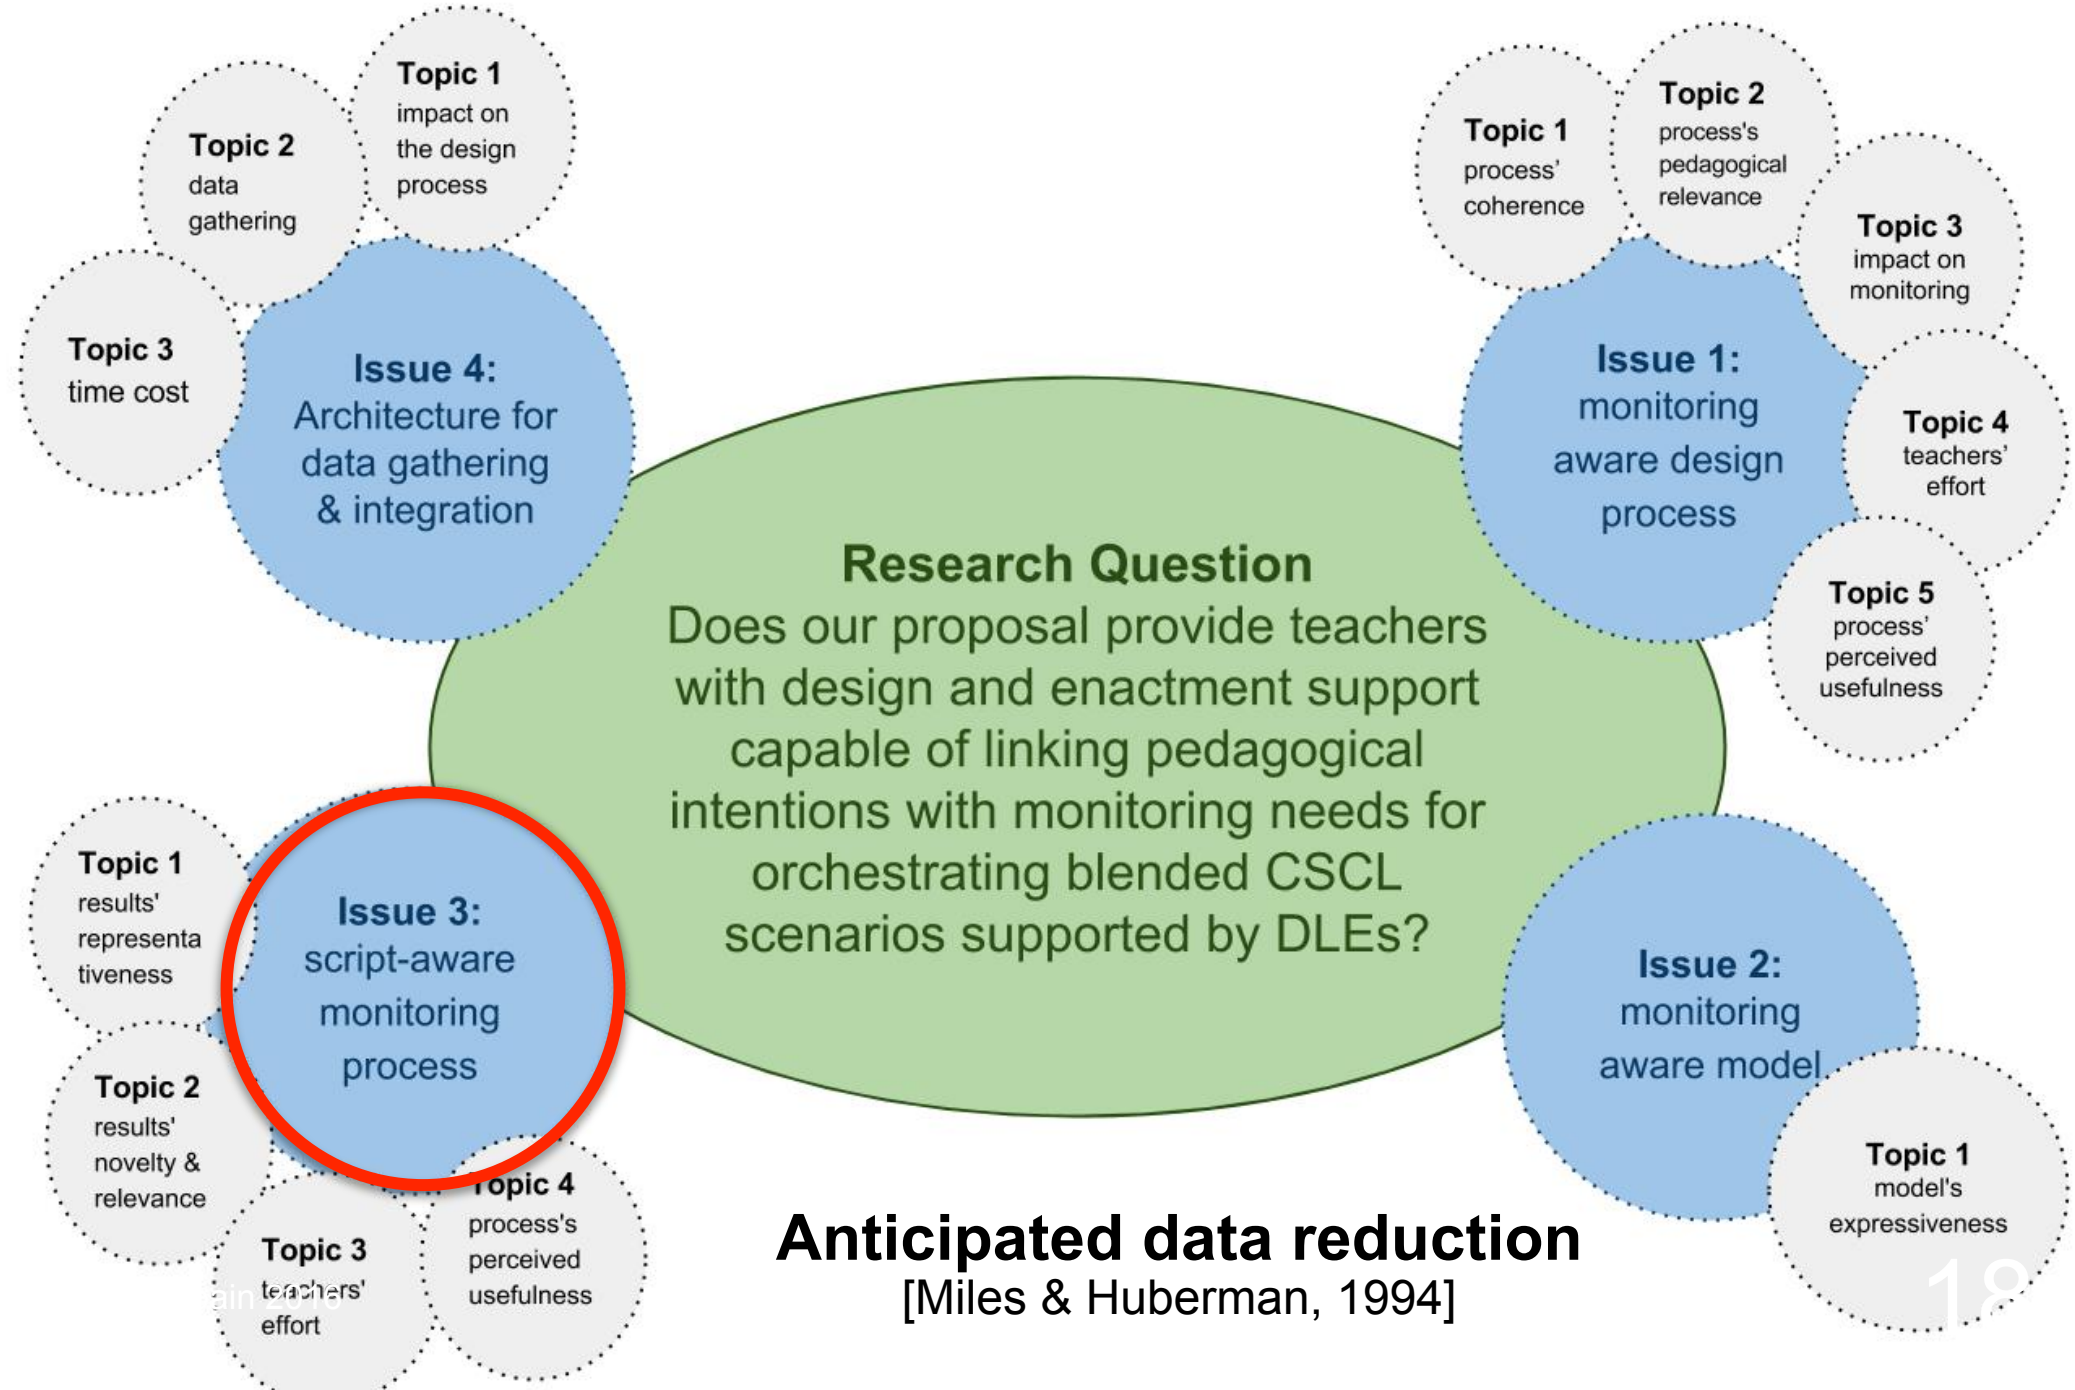 Topic 1
impact on
the design
process
Topic 2
data
gathering
Topic 3
time cost
Issue 4:
Architecture for
data gathering
& integration
Topic 1
process’
coherence
Topic 2
process's
pedagogical
relevance
Topic 3
impact on
monitoring
Topic 4
teachers’
effort
Topic 5
process’
perceived
usefulness
Issue 1:
monitoring
aware design
process
Research Question
Does our proposal provide teachers
with design and enactment support
capable of linking pedagogical
intentions with monitoring needs for
orchestrating blended CSCL
scenarios supported by DLEs?
Topic 1
results'
representa
tiveness
Topic 2
results'
novelty &
relevance
Topic 3
teachers'
effort
Topic 4
process's
perceived
usefulness
Issue 3:
script-aware
monitoring
process
Issue 2:
monitoring
aware model
Topic 1
model's
expressiveness
Anticipated data reduction
[Miles & Huberman, 1994]
2016
18